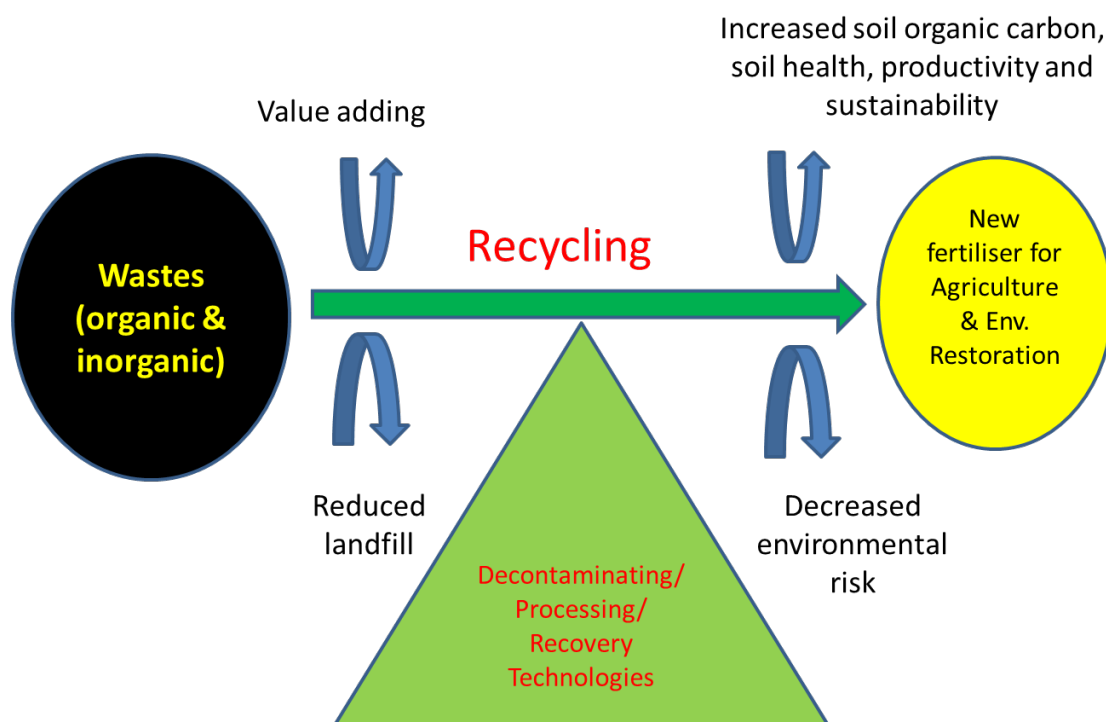 Increased soil organic carbon,
soil health, productivity and
sustainability
Value adding
Recycling
Wastes
(organic &
inorganic)
New
fertiliser for
Agriculture
& Env.
Restoration
Reduced
landfill
Decreased
environmental
risk
Decontaminating/
Processing/
Recovery
Technologies